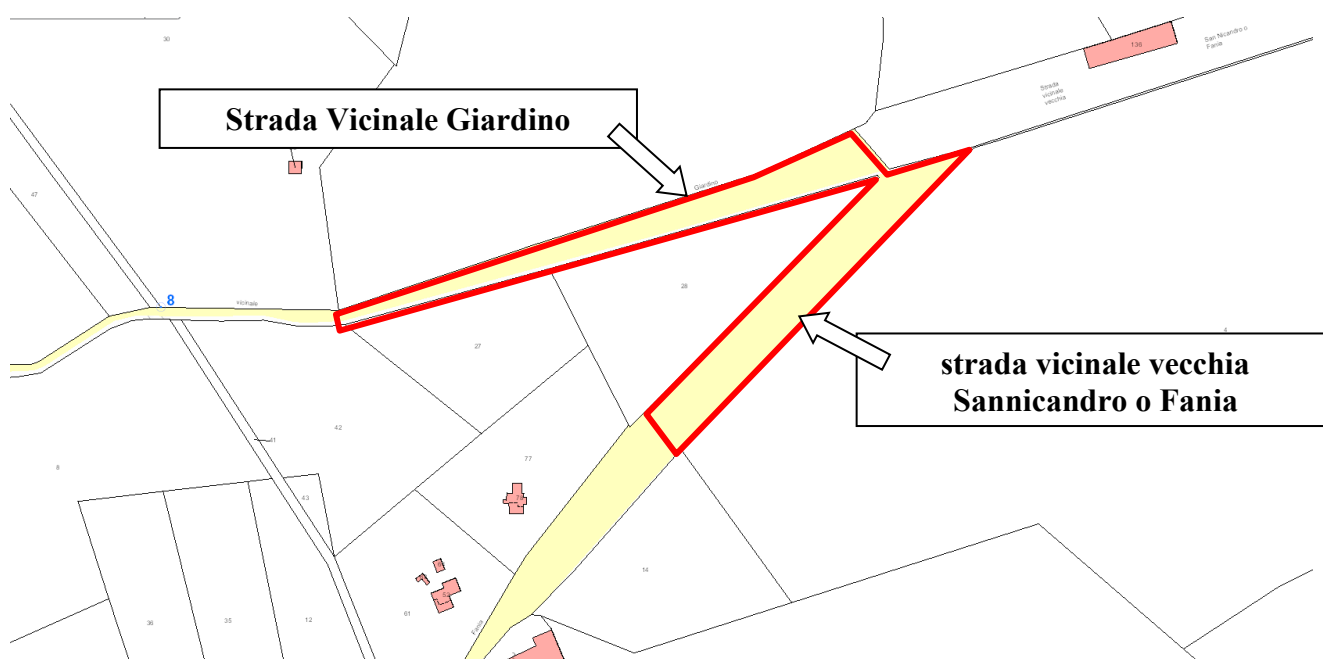 30
136
San Nicandro o
Fania
Strada
vicinale
vecchia
Strada Vicinale Giardino
Giardino
47
8
vicinale
28
4
27
strada vicinale vecchia
Sannicandro o Fania
42
41
77
8
43
14
61
36
35
12
Fania